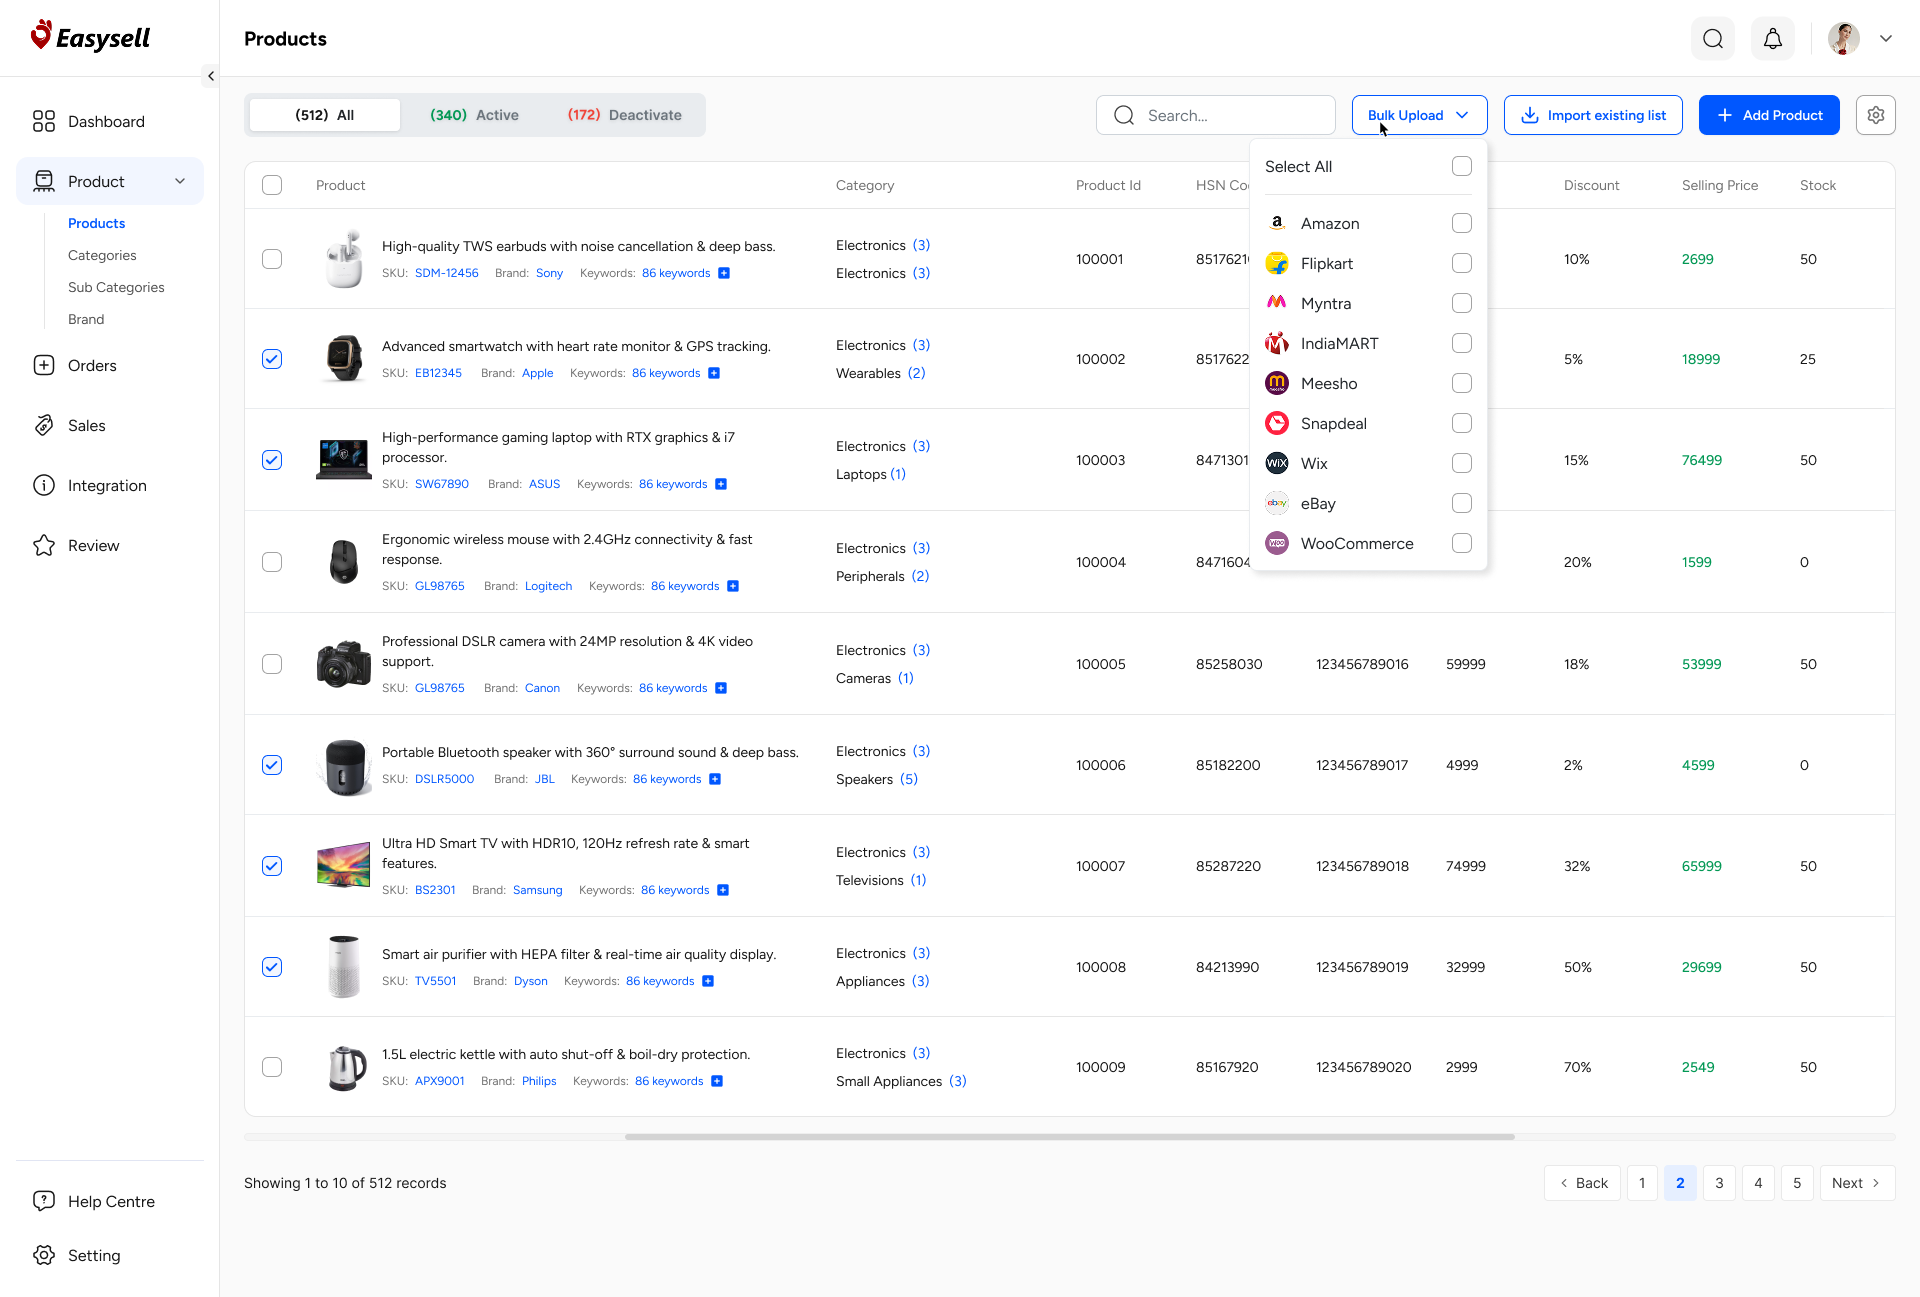 Easysell
Products
Dashboard
Product
Products
Categories
Sub Categories
Brand
Orders
Sales
Integration
Review
Help Centre
Setting
(512) All
(340) Active
(172) Deactivate
Search...
Bulk Upload
Import existing list
Add Product
Select All
Amazon
Flipkart
Myntra
IndiaMART
Meesho
Snapdeal
WiX Wix
ebay eBay
Woo WooCommerce
Product Category Product Id HSN Co Discount Selling Price Stock
High-quality TWS earbuds with noise cancellation & deep bass.
SKU: SDM-12456 Brand: Sony Keywords: 86 keywords
Electronics (3)
Electronics (3)
100001 8517621 10% 2699 50
Advanced smartwatch with heart rate monitor & GPS tracking.
SKU: EB12345 Brand: Apple Keywords: 86 keywords
Electronics (3)
Wearables (2)
100002 8517622 5% 18999 25
High-performance gaming laptop with RTX graphics & i7
processor.
SKU: SW67890 Brand: ASUS Keywords: 86 keywords
Electronics (3)
Laptops (1)
100003 8471301 15% 76499 50
Ergonomic wireless mouse with 2.4GHz connectivity & fast
response.
SKU: GL98765 Brand: Logitech Keywords: 86 keywords
Electronics (3)
Peripherals (2)
100004 8471604 20% 1599 0
Professional DSLR camera with 24MP resolution & 4K video
support.
SKU: GL98765 Brand: Canon Keywords: 86 keywords
Electronics (3)
Cameras (1)
100005 85258030 123456789016 59999 18% 53999 50
Portable Bluetooth speaker with 360° surround sound & deep bass.
SKU: DSLR5000 Brand: JBL Keywords: 86 keywords
Electronics (3)
Speakers (5)
100006 85182200 123456789017 4999 2% 4599 0
Ultra HD Smart TV with HDR10, 120Hz refresh rate & smart
features.
SKU: BS2301 Brand: Samsung Keywords: 86 keywords
Electronics (3)
Televisions (1)
100007 85287220 123456789018 74999 32% 65999 50
Smart air purifier with HEPA filter & real-time air quality display.
SKU: TV5501 Brand: Dyson Keywords: 86 keywords
Electronics (3)
Appliances (3)
100008 84213990 123456789019 32999 50% 29699 50
1.5L electric kettle with auto shut-off & boil-dry protection.
SKU: APX9001 Brand: Philips Keywords: 86 keywords
Electronics (3)
Small Appliances (3)
100009 85167920 123456789020 2999 70% 2549 50
Showing 1 to 10 of 512 records
Back 1 2 3 4 5 Next